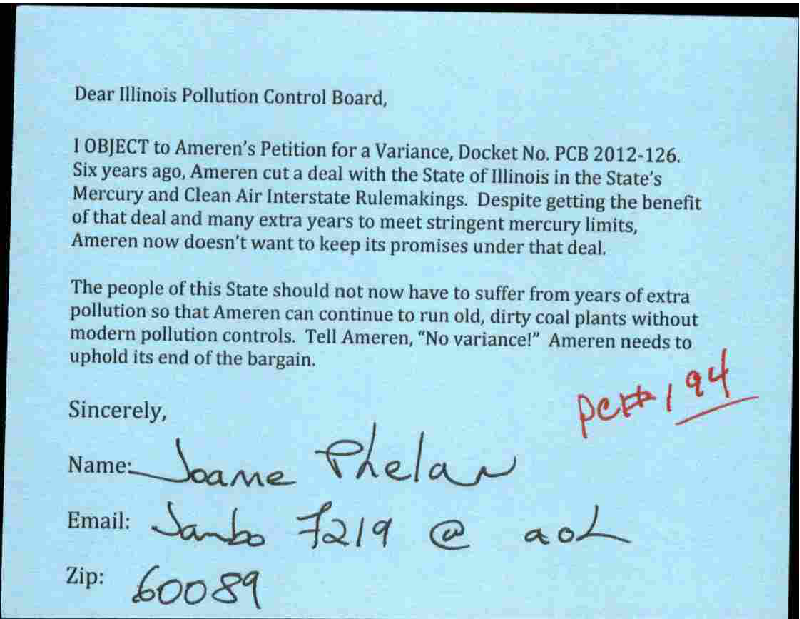 Dear Illinois Pollution Control Board,
I OBJECT to Ameren's Petition for a Variance, Docket No. PCB 2012-126.
Six years ago, Ameren cut a deal with the State of Illinois in the State's
Mercury and Clean Air Interstate Rulemakings. Despite getting the benefit
of that deal and many extra years to meet stringent mercury limits,
Ameren now doesn't want to keep its promises under that deal.
The people of this State should not now have to suffer from years of extra
pollution so that Ameren can continue to run old, dirty coal plants without
modern pollution controls. Tell Ameren, "No variance!" Ameren needs to
uphold its end of the bargain.
PC# 194
Sincerely,
Name: Joanne Phelan
Email: Janbo 7219 @ aol
Zip: 60089